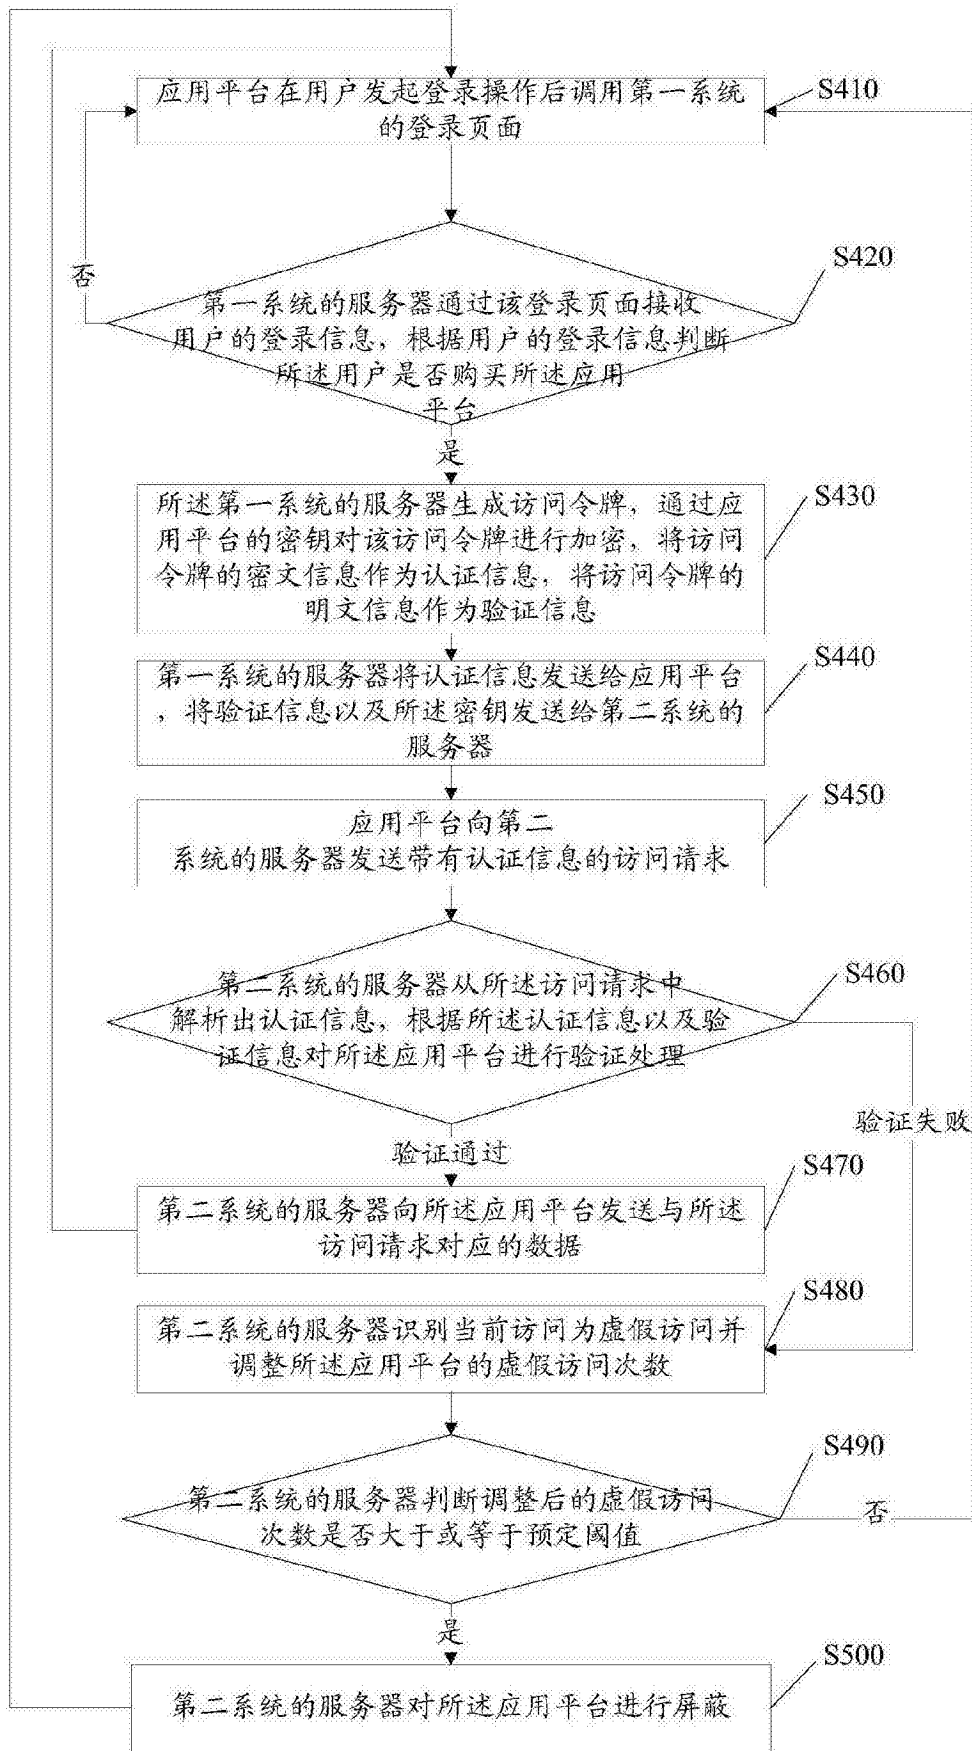 应用平台在用户发起登录操作后调用第一系统
的登录页面
S410
否
S420
第一系统的服务器通过该登录页面接收
用户的登录信息，根据用户的登录信息判断
所述用户是否购买所述应用
平台
是
所述第一系统的服务器生成访问令牌，通过应
用平台的密钥对该访问令牌进行加密，将访问
令牌的密文信息作为认证信息，将访问令牌的
明文信息作为验证信息
S430
第一系统的服务器将认证信息发送给应用平台
，将验证信息以及所述密钥发送给第二系统的
服务器
S440
应用平台向第二
系统的服务器发送带有认证信息的访问请求
S450
第二系统的服务器从所述访问请求中
解析出认证信息，根据所述认证信息以及验
证信息对所述应用平台进行验证处理
S460
验证失败
验证通过
第二系统的服务器向所述应用平台发送与所述
访问请求对应的数据
S470
第二系统的服务器识别当前访问为虚假访问并
调整所述应用平台的虚假访问次数
S480
第二系统的服务器判断调整后的虚假访问
次数是否大于或等于预定阈值
S490
否
是
第二系统的服务器对所述应用平台进行屏蔽
S500